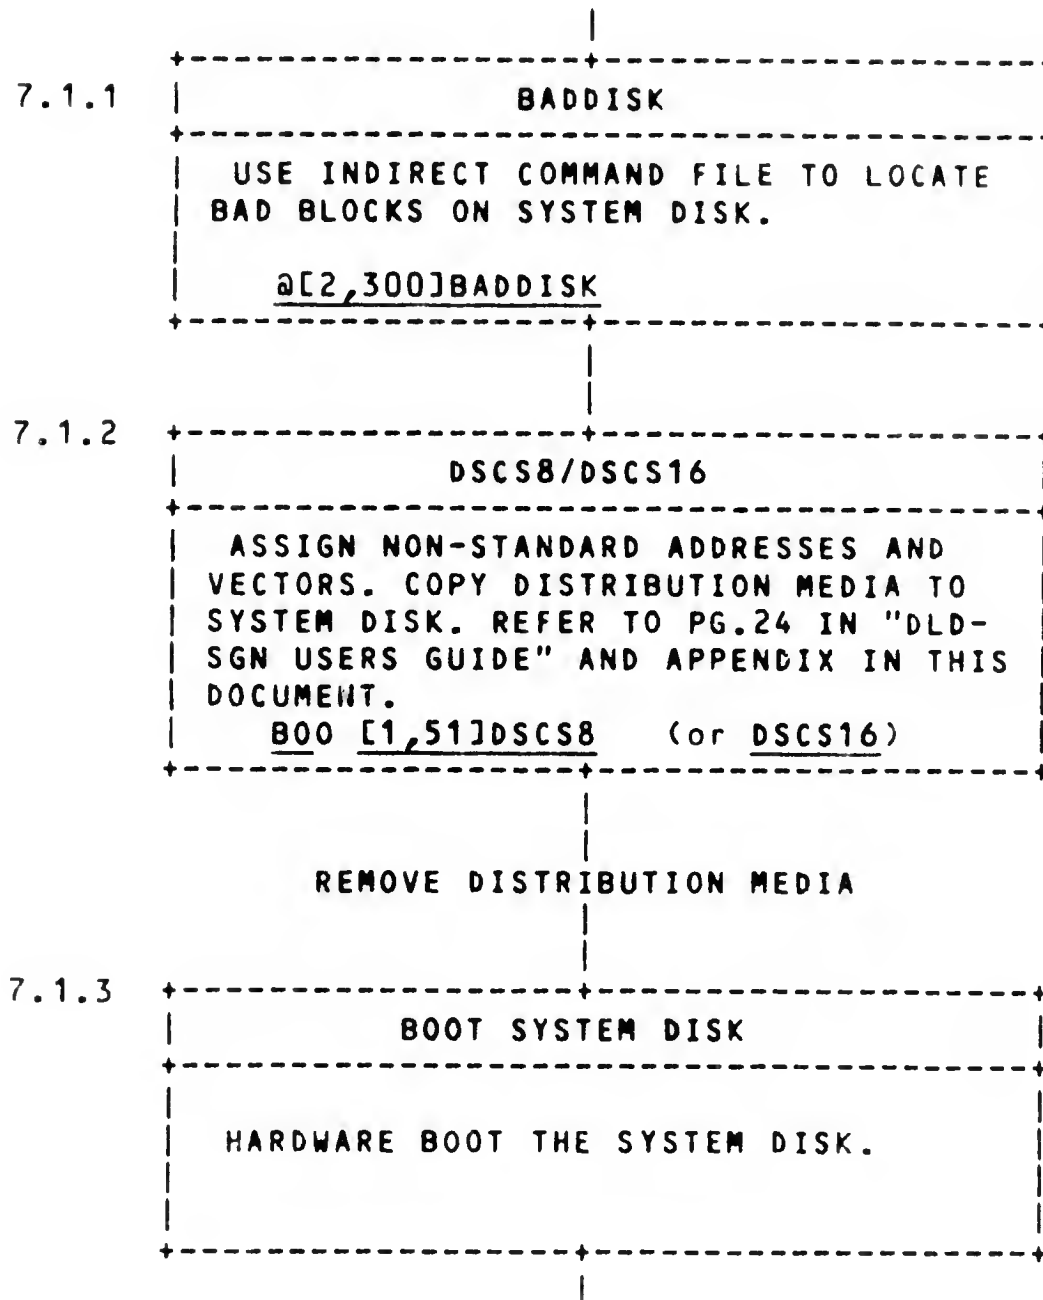 7.1.1 BADDISK
USE INDIRECT COMMAND FILE TO LOCATE
BAD BLOCKS ON SYSTEM DISK.
@[2,300]BADDISK
7.1.2
DSCS8/DSCS16
ASSIGN NON-STANDARD ADDRESSES AND
VECTORS. COPY DISTRIBUTION MEDIA TO
SYSTEM DISK. REFER TO PG.24 IN "DLD-
SGN USERS GUIDE" AND APPENDIX IN THIS
DOCUMENT.
BOO [1,51]DSCS8 (or DSCS16)
REMOVE DISTRIBUTION MEDIA
7.1.3
BOOT SYSTEM DISK
HARDWARE BOOT THE SYSTEM DISK.